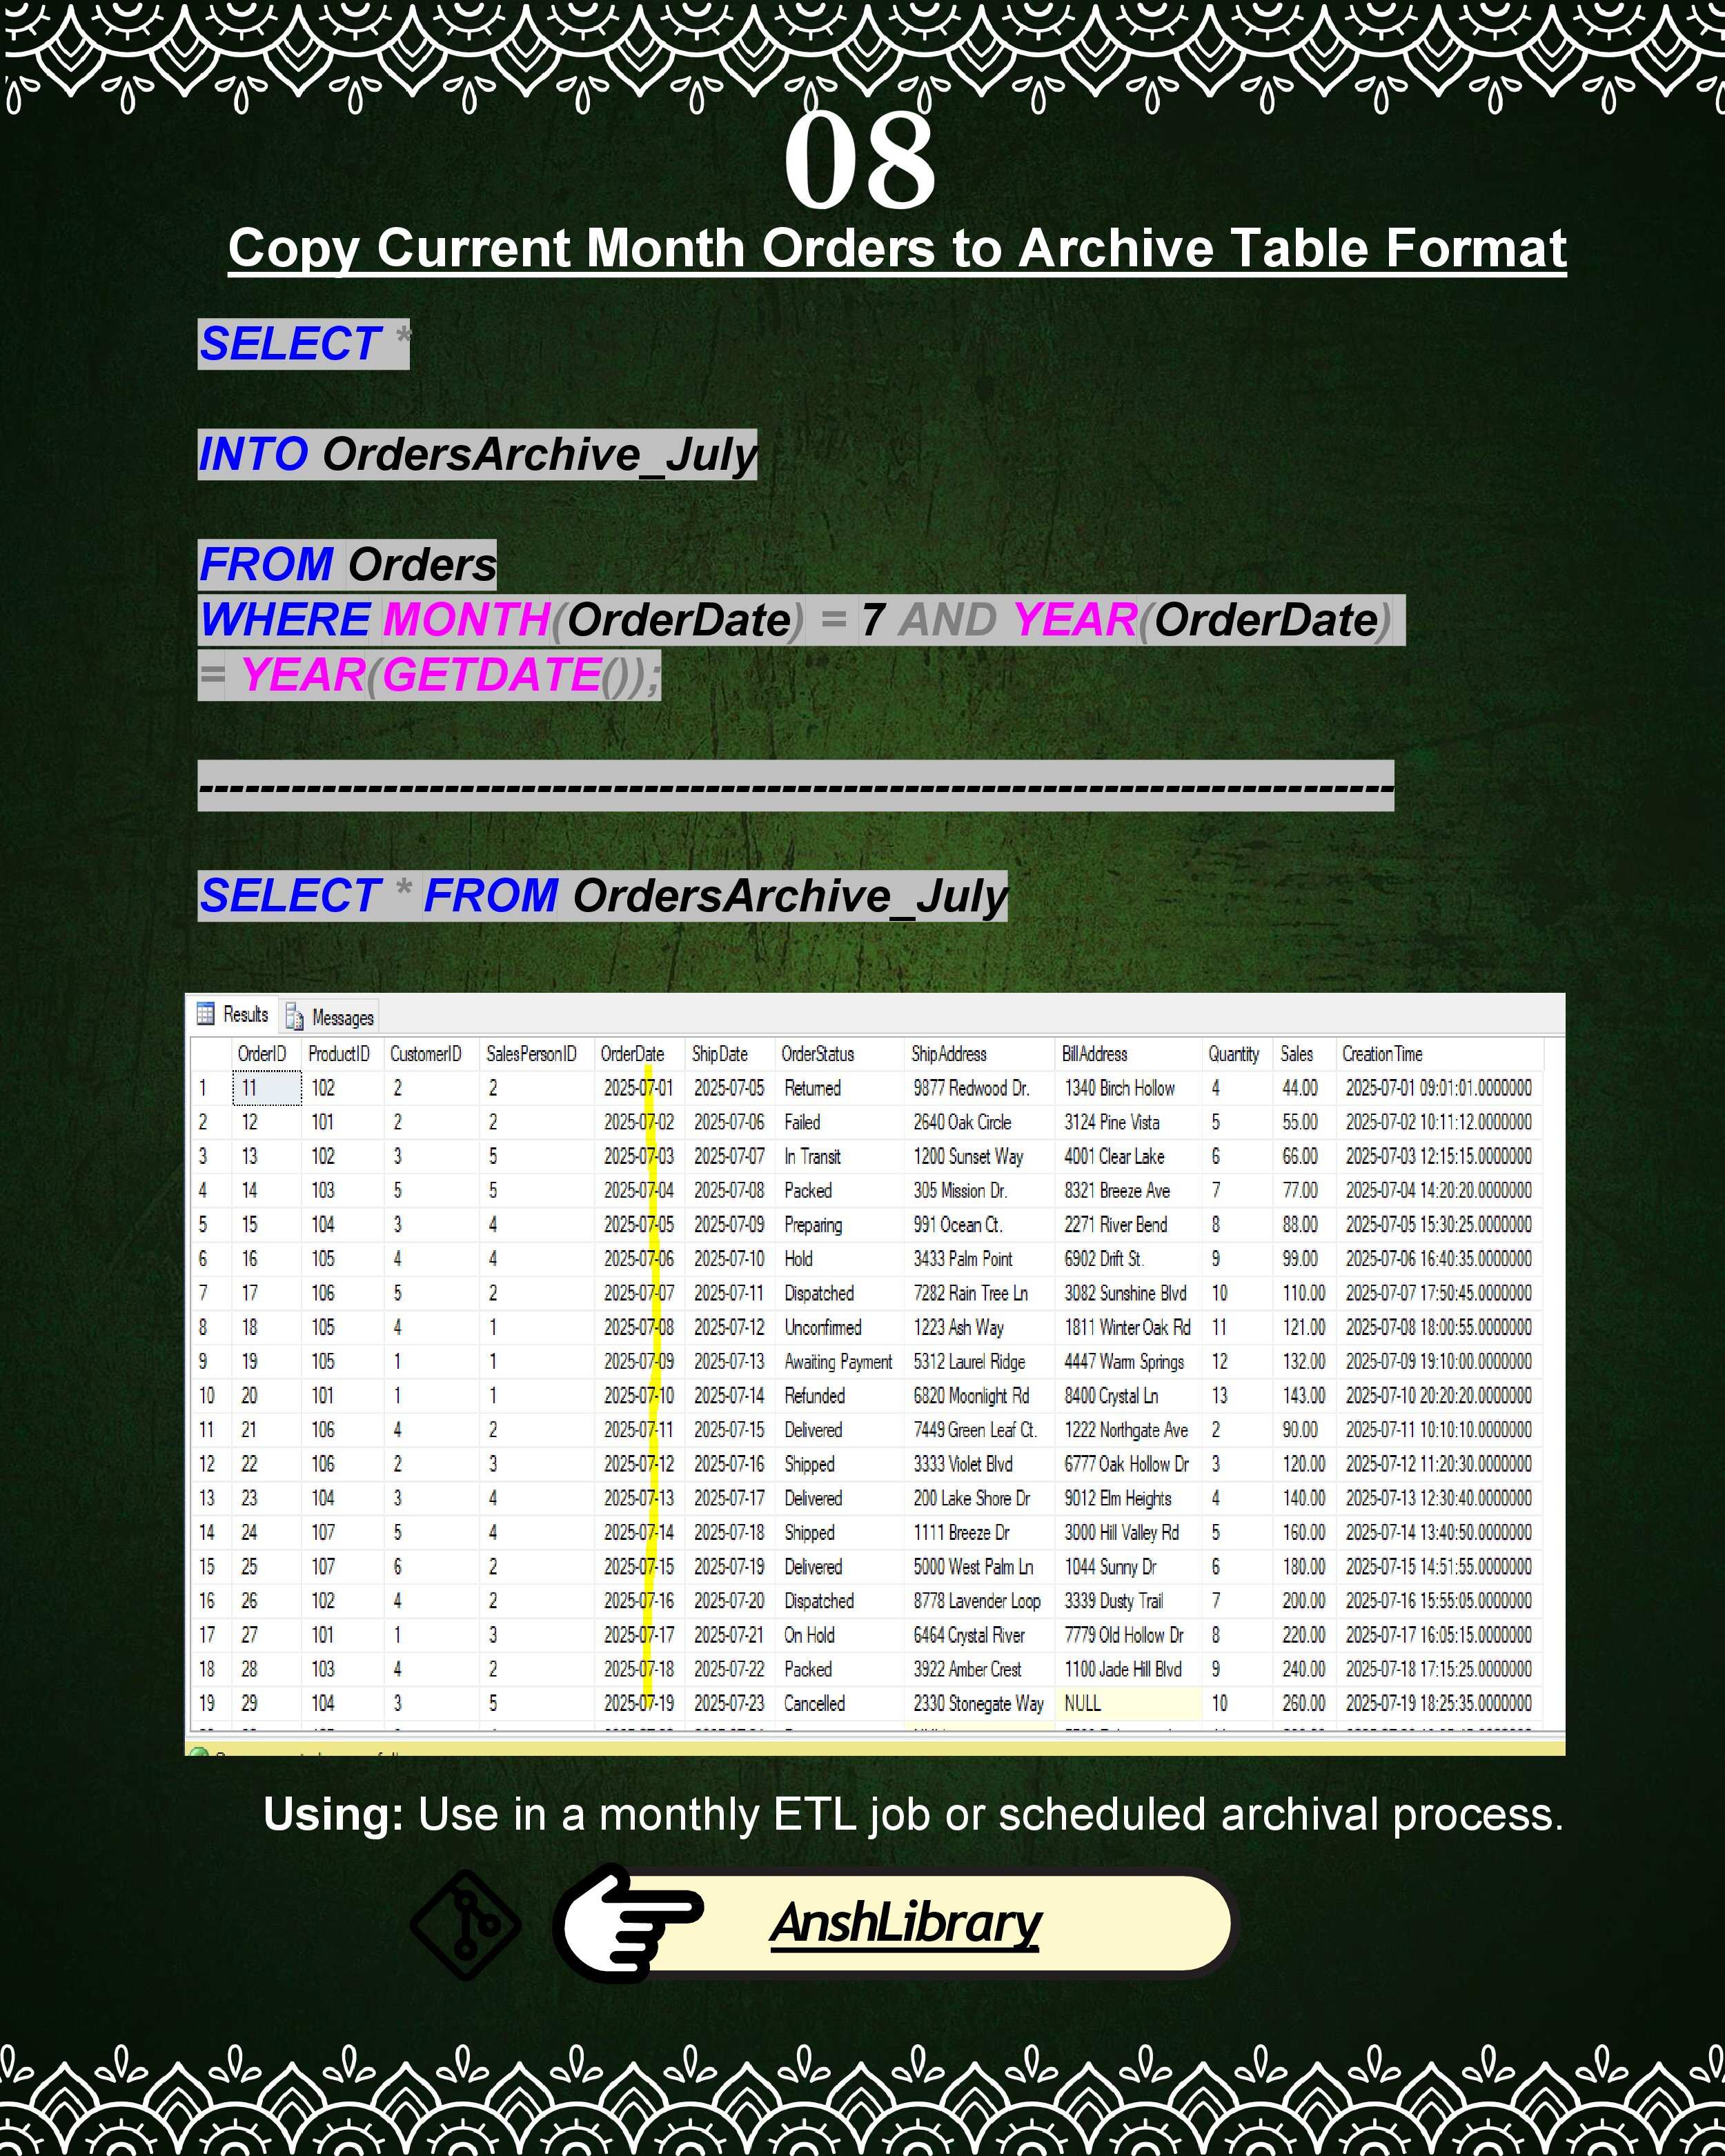 08
Copy Current Month Orders to Archive Table Format
SELECT *
INTO OrdersArchive_July
FROM Orders
WHERE MONTH(OrderDate) = 7 AND YEAR(OrderDate)
= YEAR(GETDATE());
------------------------------------------------------------------------------
SELECT * FROM OrdersArchive_July
Results Messages
OrderID ProductID CustomerID SalesPersonID OrderDate ShipDate OrderStatus ShipAddress BillAddress Quantity Sales CreationTime
1 11 102 2 2 2025-07-01 2025-07-05 Returned 9877 Redwood Dr. 1340 Birch Hollow 4 44.00 2025-07-01 09:01:01.0000000
2 12 101 2 2 2025-07-02 2025-07-06 Failed 2640 Oak Circle 3124 Pine Vista 5 55.00 2025-07-02 10:11:12.0000000
3 13 102 3 5 2025-07-03 2025-07-07 In Transit 1200 Sunset Way 4001 Clear Lake 6 66.00 2025-07-03 12:15:15.0000000
4 14 103 5 5 2025-07-04 2025-07-08 Packed 305 Mission Dr. 8321 Breeze Ave 7 77.00 2025-07-04 14:20:20.0000000
5 15 104 3 4 2025-07-05 2025-07-09 Preparing 991 Ocean Ct. 2271 River Bend 8 88.00 2025-07-05 15:30:25.0000000
6 16 105 4 4 2025-07-06 2025-07-10 Hold 3433 Palm Point 6902 Drift St. 9 99.00 2025-07-06 16:40:35.0000000
7 17 106 5 2 2025-07-07 2025-07-11 Dispatched 7282 Rain Tree Ln 3082 Sunshine Blvd 10 110.00 2025-07-07 17:50:45.0000000
8 18 105 4 1 2025-07-08 2025-07-12 Unconfirmed 1223 Ash Way 1811 Winter Oak Rd 11 121.00 2025-07-08 18:00:55.0000000
9 19 105 1 1 2025-07-09 2025-07-13 Awaiting Payment 5312 Laurel Ridge 4447 Warm Springs 12 132.00 2025-07-09 19:10:00.0000000
10 20 101 1 1 2025-07-10 2025-07-14 Refunded 6820 Moonlight Rd 8400 Crystal Ln 13 143.00 2025-07-10 20:20:20.0000000
11 21 106 4 2 2025-07-11 2025-07-15 Delivered 7449 Green Leaf Ct. 1222 Northgate Ave 2 90.00 2025-07-11 10:10:10.0000000
12 22 106 2 3 2025-07-12 2025-07-16 Shipped 3333 Violet Blvd 6777 Oak Hollow Dr 3 120.00 2025-07-12 11:20:30.0000000
13 23 104 3 4 2025-07-13 2025-07-17 Delivered 200 Lake Shore Dr 9012 Elm Heights 4 140.00 2025-07-13 12:30:40.0000000
14 24 107 5 4 2025-07-14 2025-07-18 Shipped 1111 Breeze Dr 3000 Hill Valley Rd 5 160.00 2025-07-14 13:40:50.0000000
15 25 107 6 2 2025-07-15 2025-07-19 Delivered 5000 West Palm Ln 1044 Sunny Dr 6 180.00 2025-07-15 14:51:55.0000000
16 26 102 4 2 2025-07-16 2025-07-20 Dispatched 8778 Lavender Loop 3339 Dusty Trail 7 200.00 2025-07-16 15:55:05.0000000
17 27 101 1 3 2025-07-17 2025-07-21 On Hold 6464 Crystal River 7779 Old Hollow Dr 8 220.00 2025-07-17 16:05:15.0000000
18 28 103 4 2 2025-07-18 2025-07-22 Packed 3922 Amber Crest 1100 Jade Hill Blvd 9 240.00 2025-07-18 17:15:25.0000000
19 29 104 3 5 2025-07-19 2025-07-23 Cancelled 2330 Stonegate Way NULL 10 260.00 2025-07-19 18:25:35.0000000
Using: Use in a monthly ETL job or scheduled archival process.
AnshLibrary